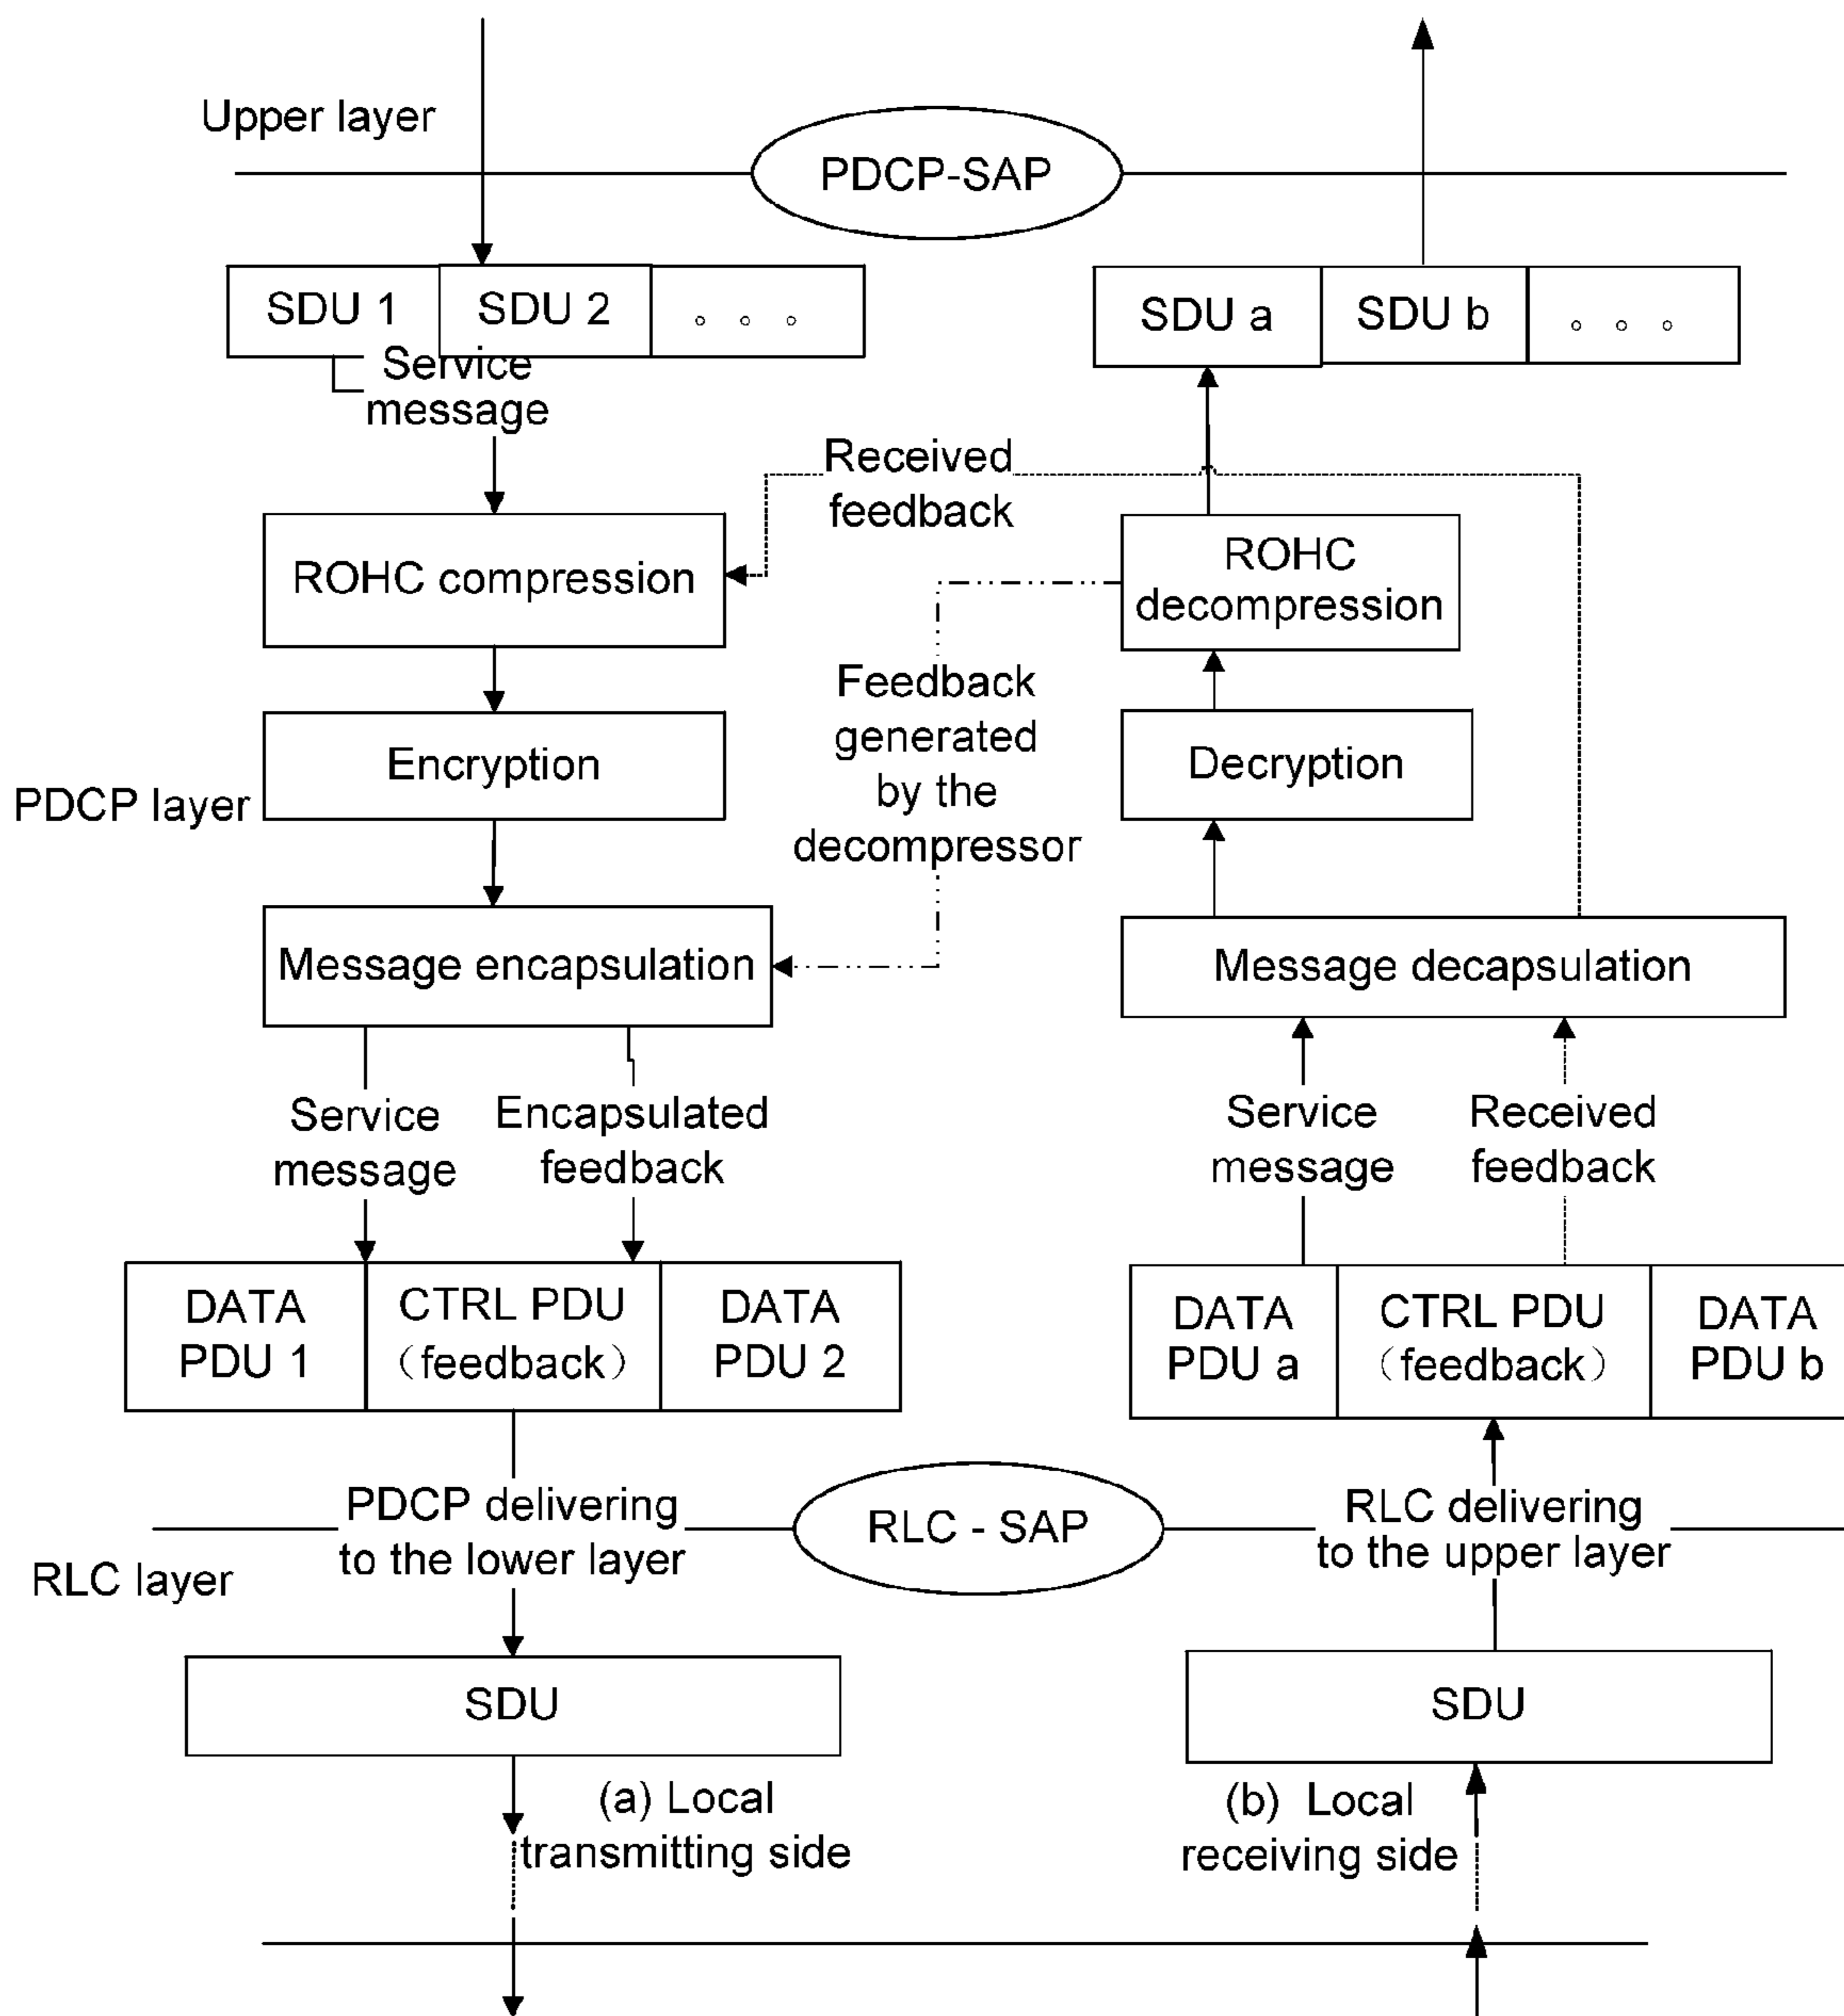 Upper layer
PDCP-SAP
SDU 1
SDU 2
。。。
SDU a
SDU b
。。。
Service
message
Received
feedback
ROHC compression
ROHC
decompression
Feedback
generated
by the
decompressor
Encryption
Decryption
PDCP layer
Message encapsulation
Message decapsulation
Service
message
Encapsulated
feedback
Service
message
Received
feedback
DATA
PDU 1
CTRL PDU
（feedback）
DATA
PDU 2
DATA
PDU a
CTRL PDU
（feedback）
DATA
PDU b
PDCP delivering
to the lower layer
RLC - SAP
RLC delivering
to the upper layer
RLC layer
SDU
SDU
(a) Local
transmitting side
(b) Local
receiving side